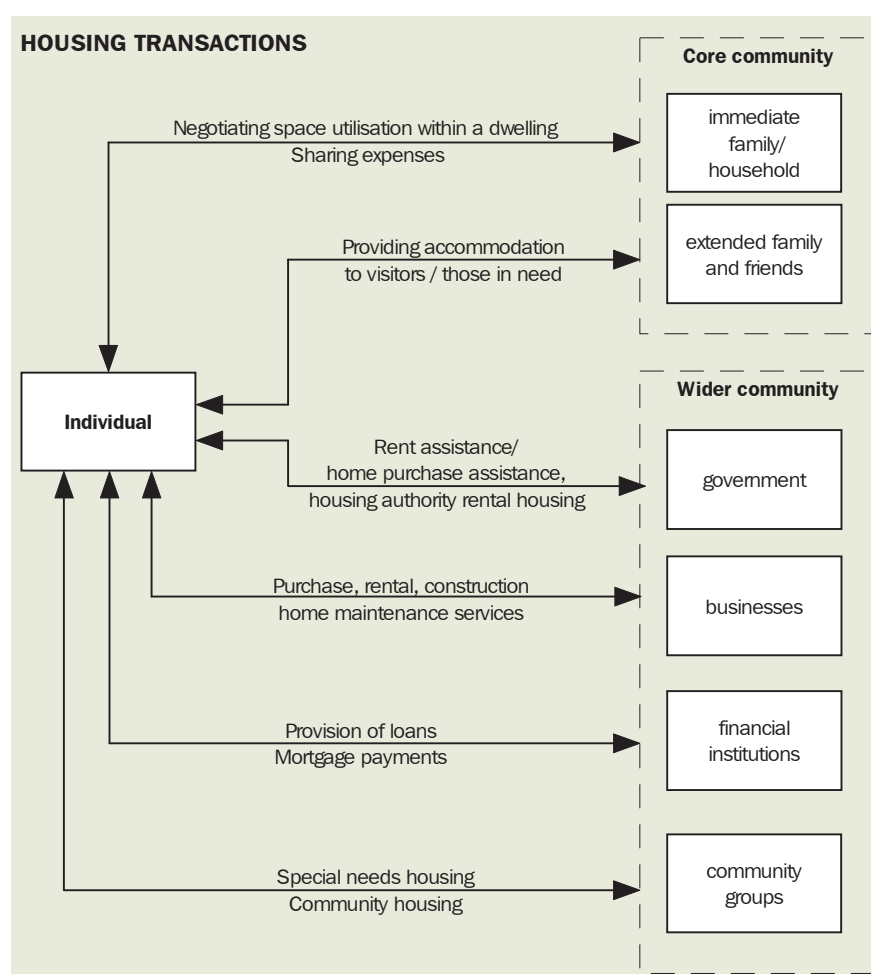 HOUSING TRANSACTIONS
Core community
immediate
family/
household
Negotiating space utilisation within a dwelling
Sharing expenses
extended family
and friends
Providing accommodation
to visitors / those in need
Individual
Wider community
Rent assistance/
home purchase assistance,
housing authority rental housing
government
Purchase, rental, construction
home maintenance services
businesses
Provision of loans
Mortgage payments
financial
institutions
Special needs housing
Community housing
community
groups